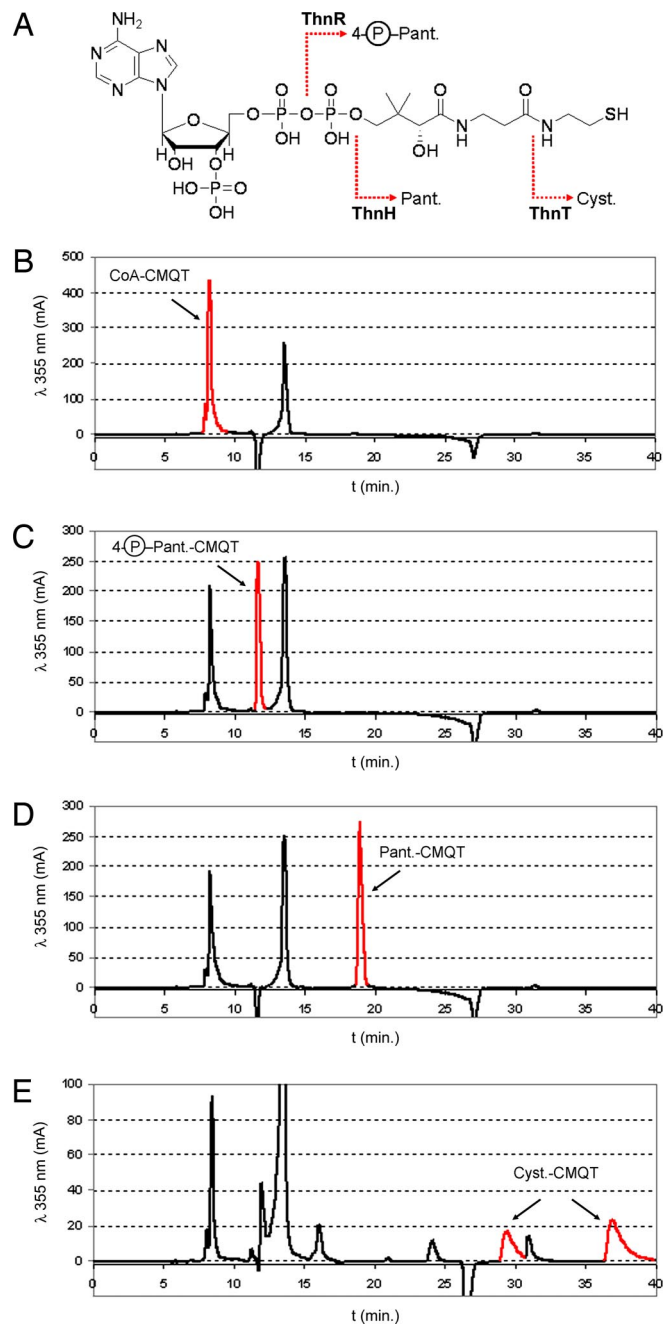 A
NH₂
N
N
N
N
ThnR
4-Ⓟ–Pant.
O
O
O
O
O
O
O
O
P
P
OH
OH
OH
N
H
N
H
SH
OH
H
H
HO
P
O
OH
ThnH
Pant.
ThnT
Cyst.
B
500
CoA-CMQT
400
300
200
100
0
λ 355 nm (mA)
0 5 10 15 20 25 30 35 40
t (min.)
C
300
4-Ⓟ–Pant.-CMQT
250
200
150
100
50
0
λ 355 nm (mA)
0 5 10 15 20 25 30 35 40
t (min.)
D
300
250
Pant.-CMQT
200
150
100
50
0
λ 355 nm (mA)
0 5 10 15 20 25 30 35 40
t (min.)
E
100
80
60
Cyst.-CMQT
40
20
0
λ 355 nm (mA)
0 5 10 15 20 25 30 35 40
t (min.)